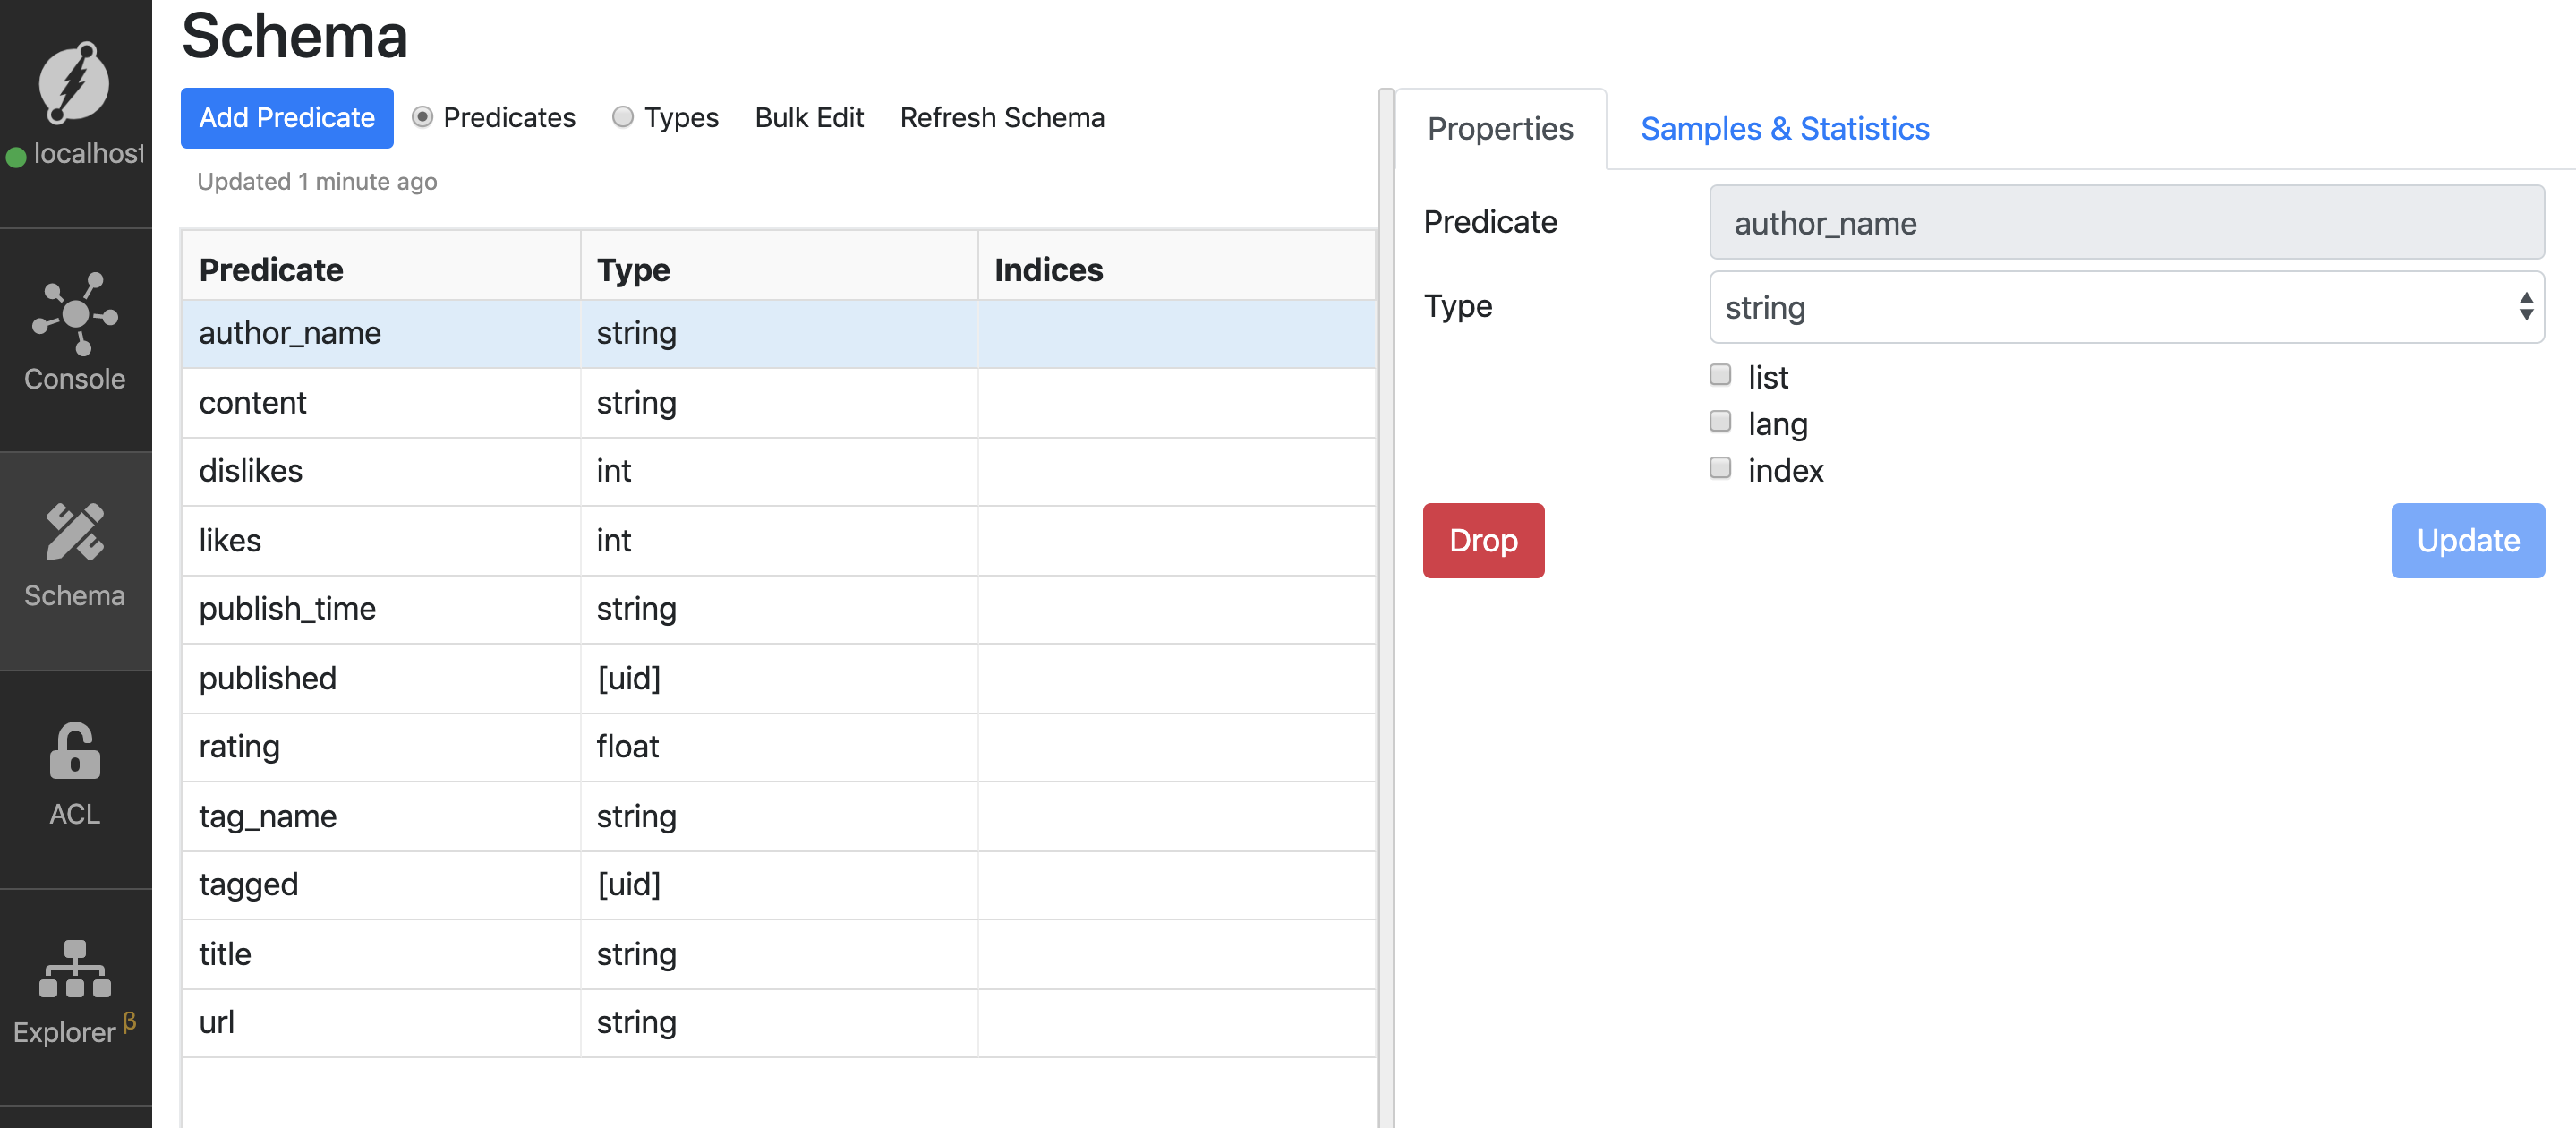 localhost
Console
Schema
ACL
Explorer β
Schema
Add Predicate Predicates Types Bulk Edit Refresh Schema
Updated 1 minute ago
Predicate Type Indices
author_name string
content string
dislikes int
likes int
publish_time string
published [uid]
rating float
tag_name string
tagged [uid]
title string
url string
Properties Samples & Statistics
Predicate author_name
Type string
list
lang
index
Drop Update